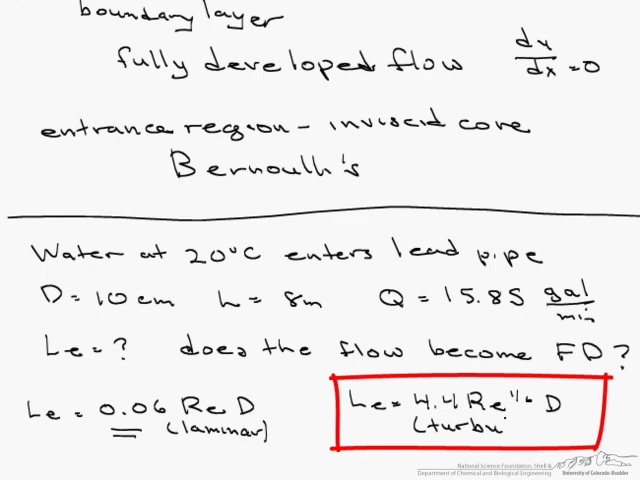 boundary layer
fully developed flow du/dx = 0
entrance region - inviscid core
Bernoulli's
Water at 20°C enters lead pipe
D = 10 cm L = 8m Q = 15.85 gal/min
Le = ? does the flow become FD?
Le = 0.06 Re D Le = 4.4 Re^1/6 D
(laminar) (turbu
National Science Foundation, Shell &
Department of Chemical and Biological Engineering University of Colorado-Boulder